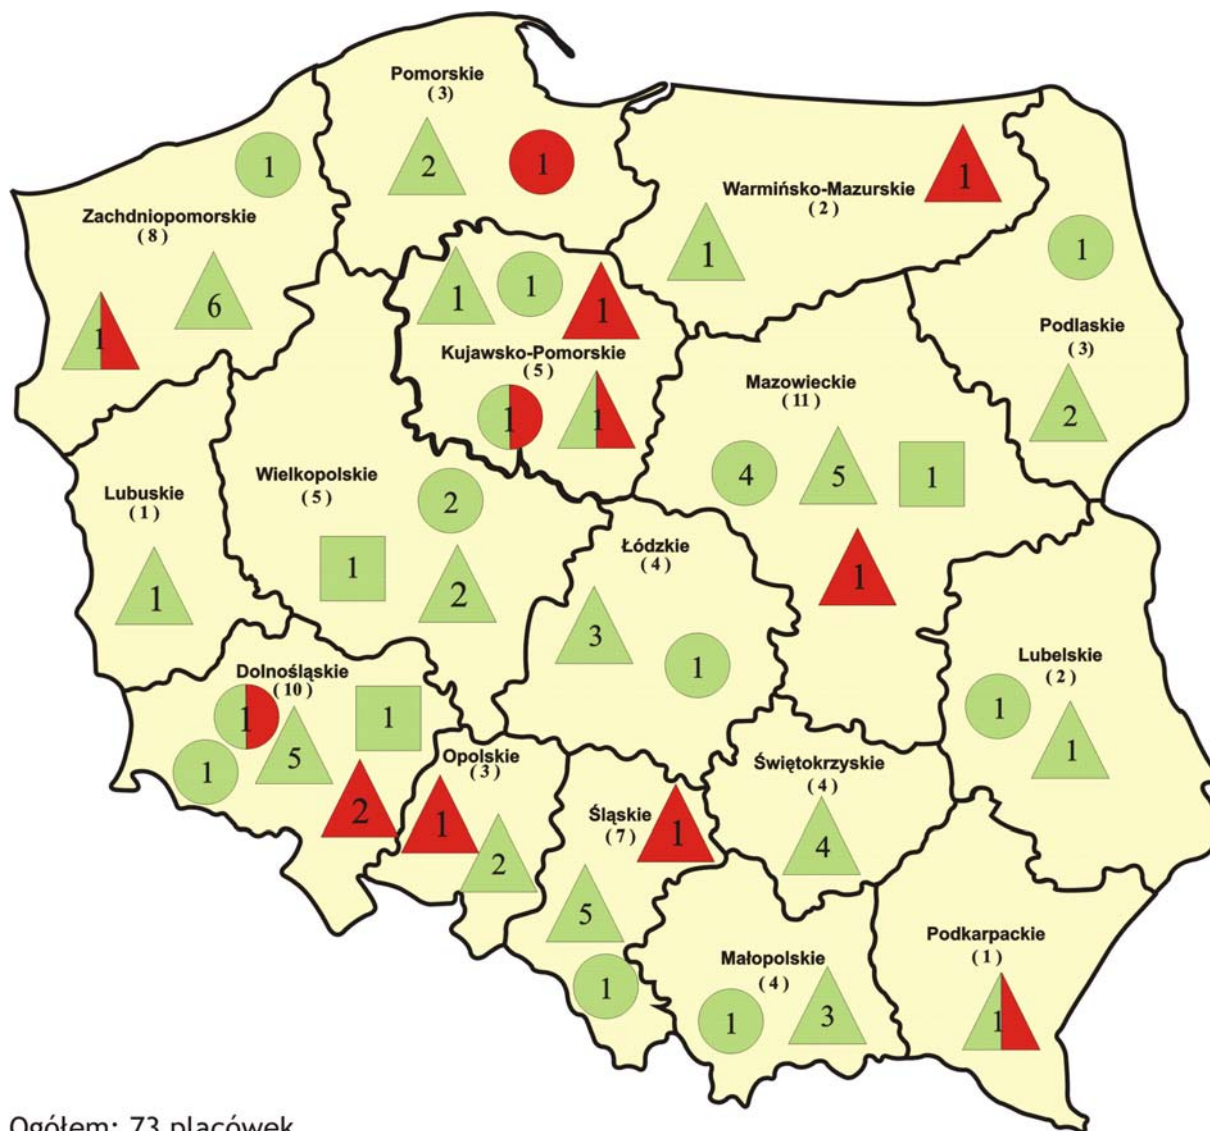 Pomorskie
( 3)
2
1
1
Warmińsko-Mazurskie
( 2 )
1
1
Zachdniopomorskie
( 8 )
6
1
1
1
1
1
Kujawsko-Pomorskie
( 5 )
1
1
Podlaskie
( 3)
2
Mazowieckie
( 11 )
4
5
1
1
Wielkopolskie
( 5 )
2
1
2
Lubuskie
( 1 )
1
Łódzkie
( 4 )
3
1
Lubelskie
( 2 )
1
1
Dolnośląskie
( 10 )
1
1
5
1
2
Opolskie
( 3 )
1
2
Śląskie
( 7 )
1
5
1
Świętokrzyskie
( 4 )
4
Małopolskie
( 4 )
1
3
Podkarpackie
( 1 )
1
Ogółem: 73 placówek